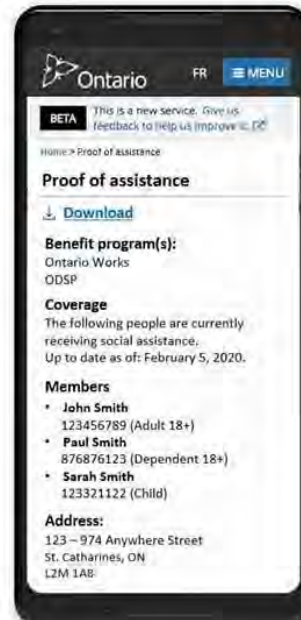 Ontario FR MENU
BETA This is a new service. Give us
feedback to help us improve it.
Home > Proof of assistance
Proof of assistance
Download
Benefit program(s):
Ontario Works
ODSP
Coverage
The following people are currently
receiving social assistance.
Up to date as of: February 5, 2020.
Members
• John Smith
123456789 (Adult 18+)
• Paul Smith
876876123 (Dependent 18+)
• Sarah Smith
123321122 (Child)
Address:
123 – 974 Anywhere Street
St. Catharines, ON
L2M 1A8